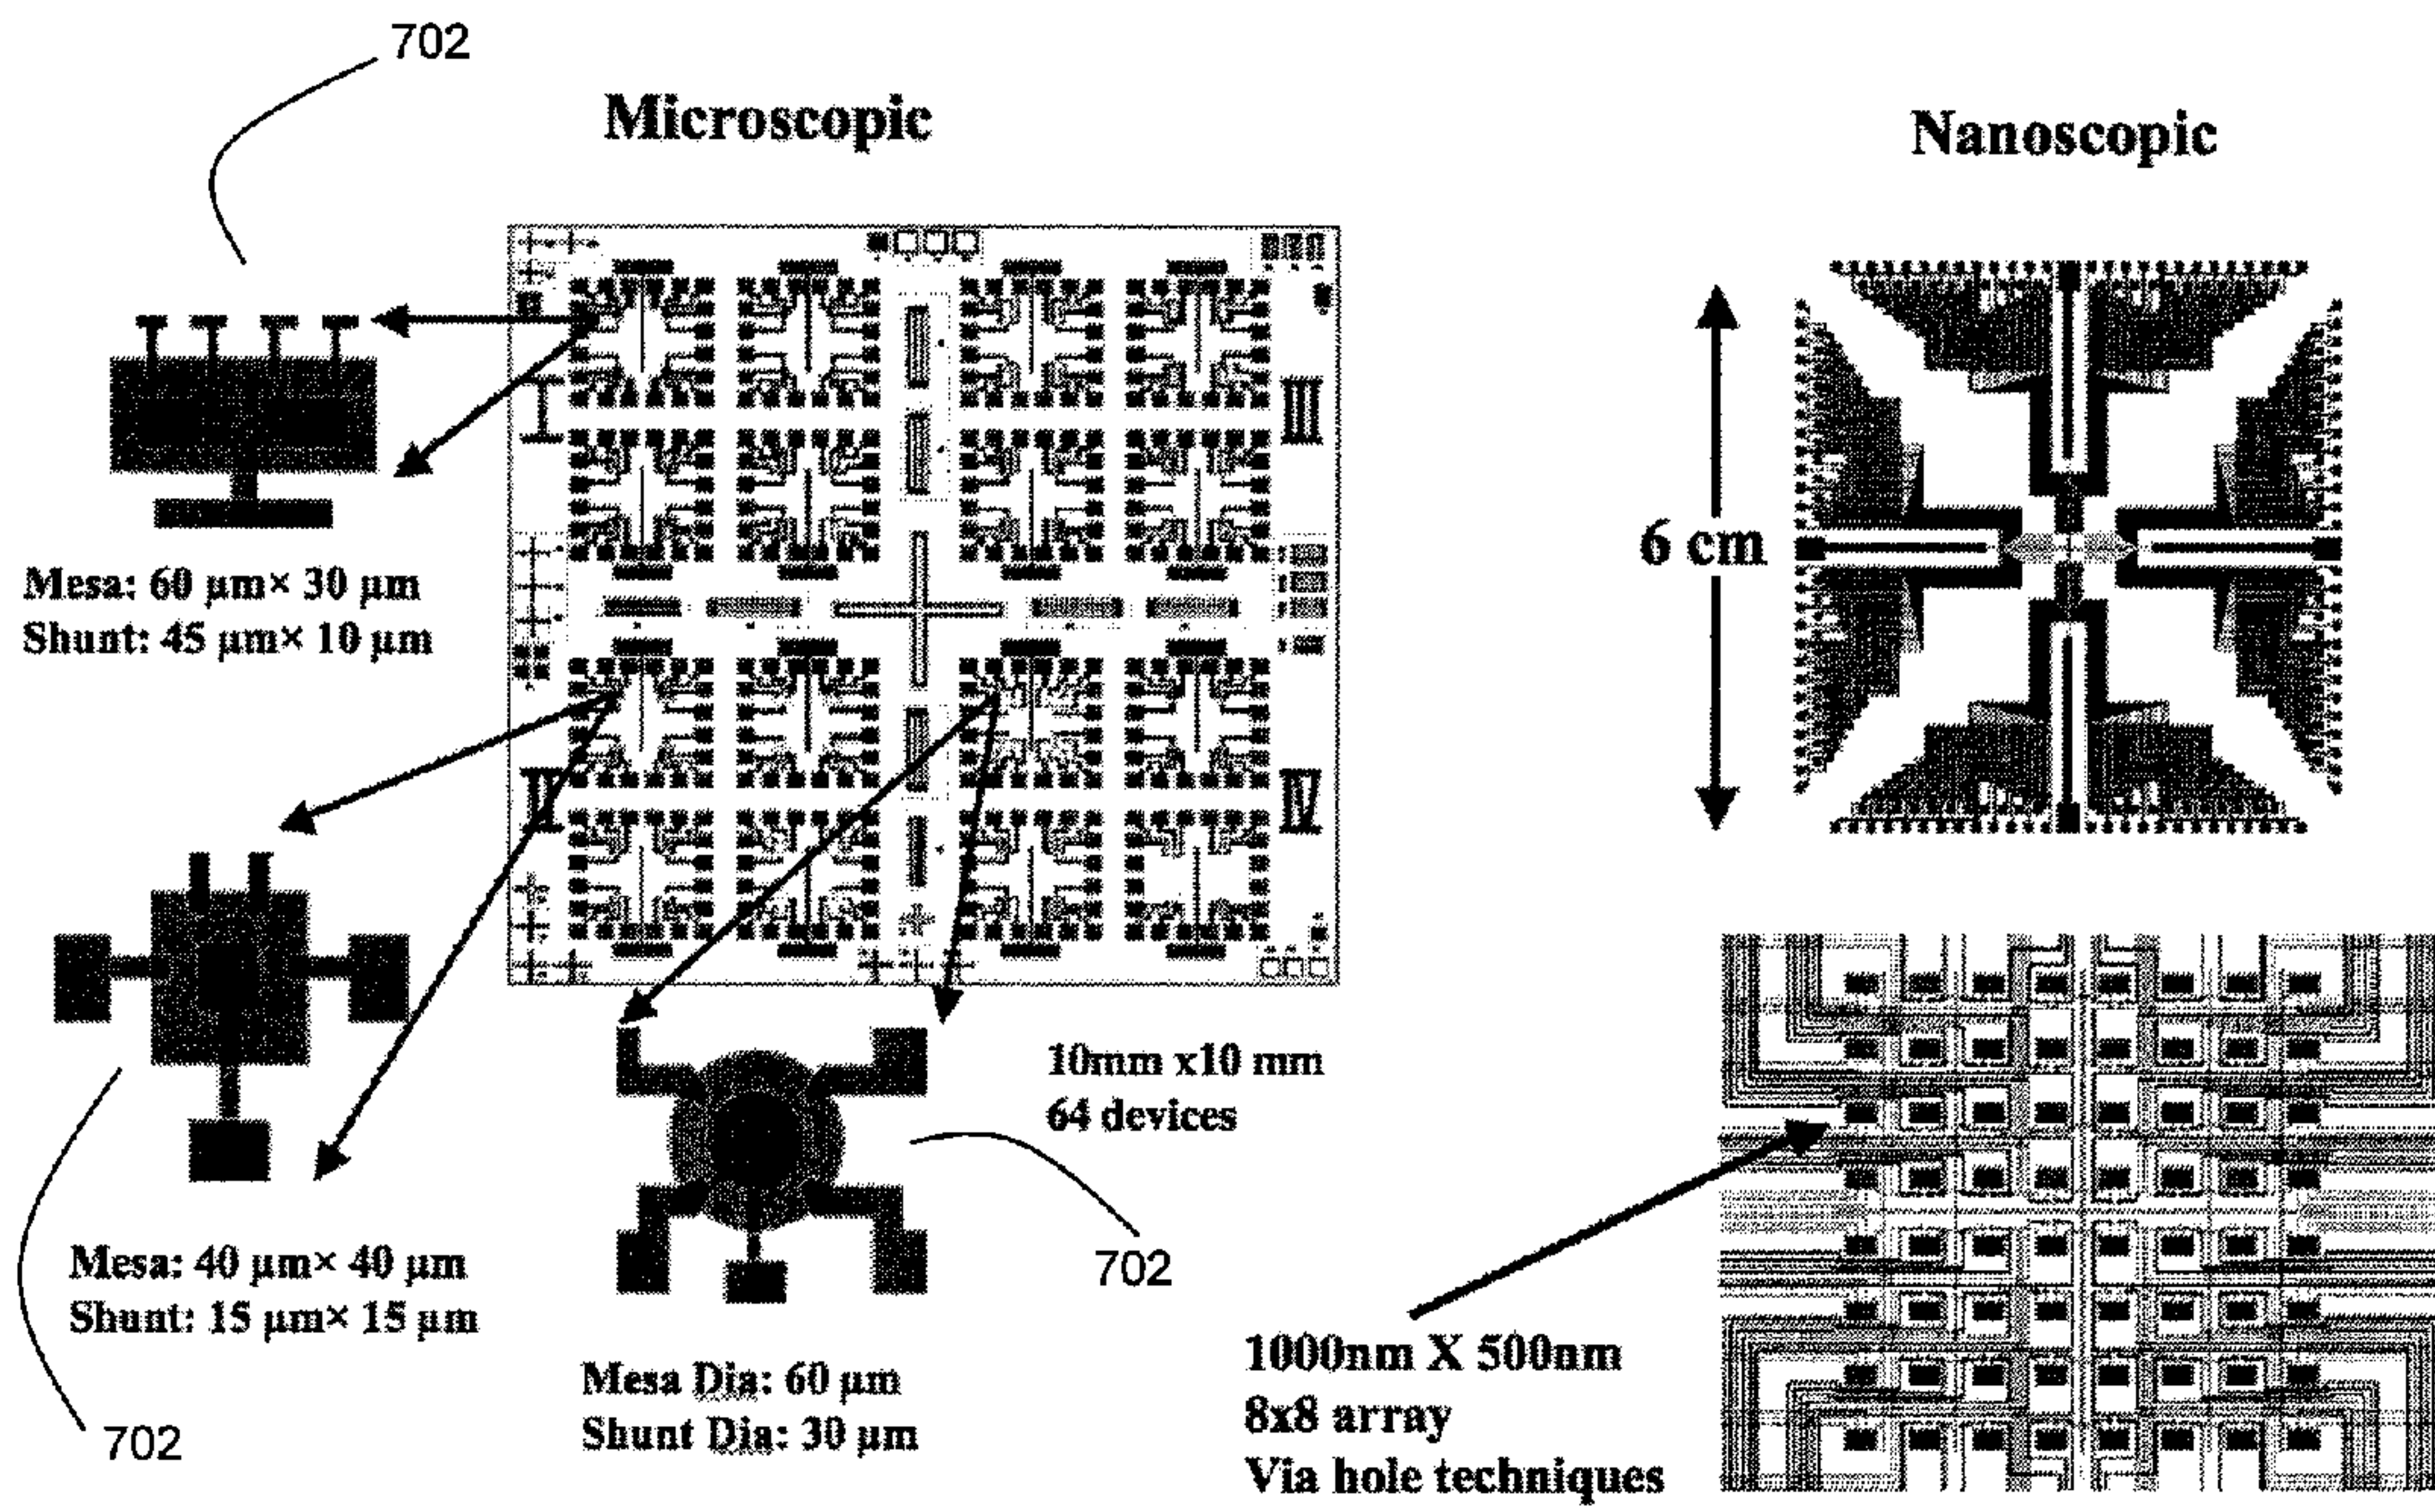 702
Microscopic
Nanoscopic
I
III
Mesa: 60 µm× 30 µm
Shunt: 45 µm× 10 µm
6 cm
II
IV
10mm x10 mm
64 devices
702
Mesa: 40 µm× 40 µm
Shunt: 15 µm× 15 µm
702
Mesa Dia: 60 µm
Shunt Dia: 30 µm
1000nm X 500nm
8x8 array
Via hole techniques